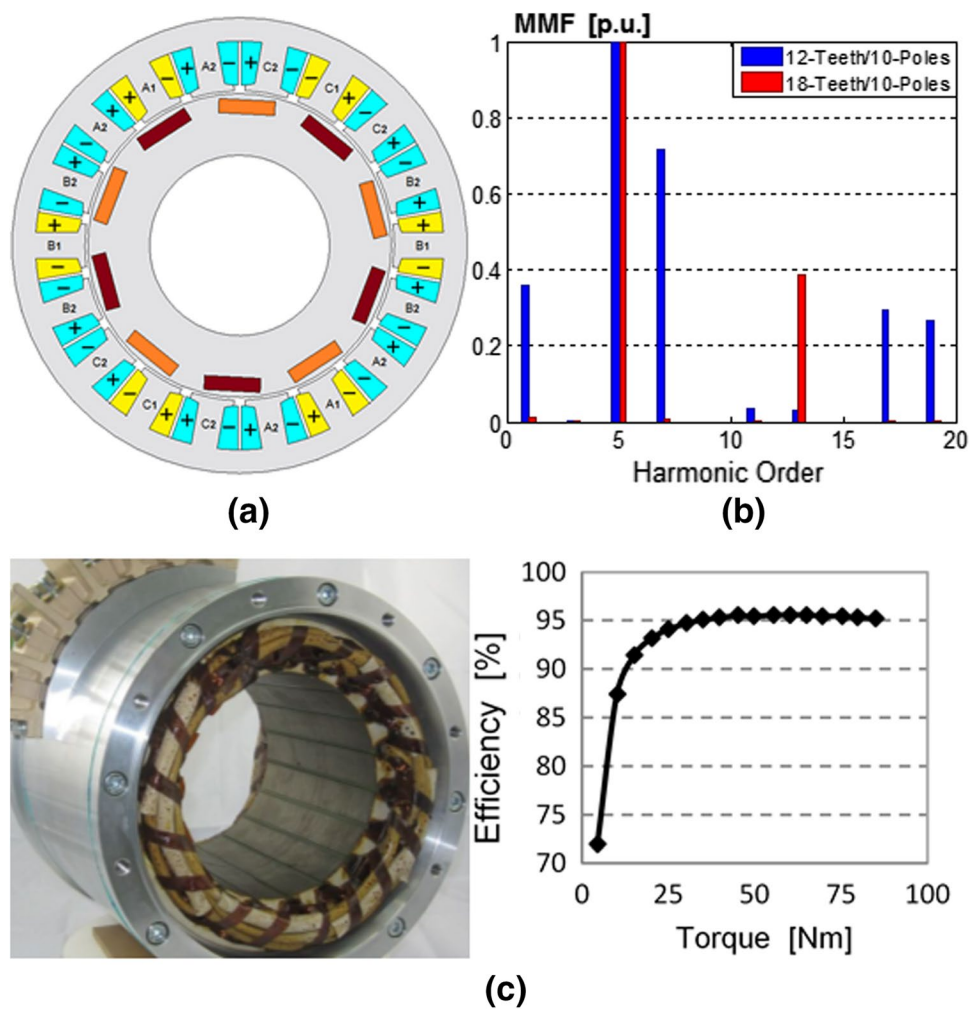 A2 C2
A1 C1
A2 C2
B2 B2
B1 B1
B2 B2
C2 A2
C1 A1
C2 A2
(a)
MMF [p.u.]
12-Teeth/10-Poles
18-Teeth/10-Poles
1
0.8
0.6
0.4
0.2
0
0 5 10 15 20
Harmonic Order
(b)
Efficiency [%]
100
95
90
85
80
75
70
0 25 50 75 100
Torque [Nm]
(c)